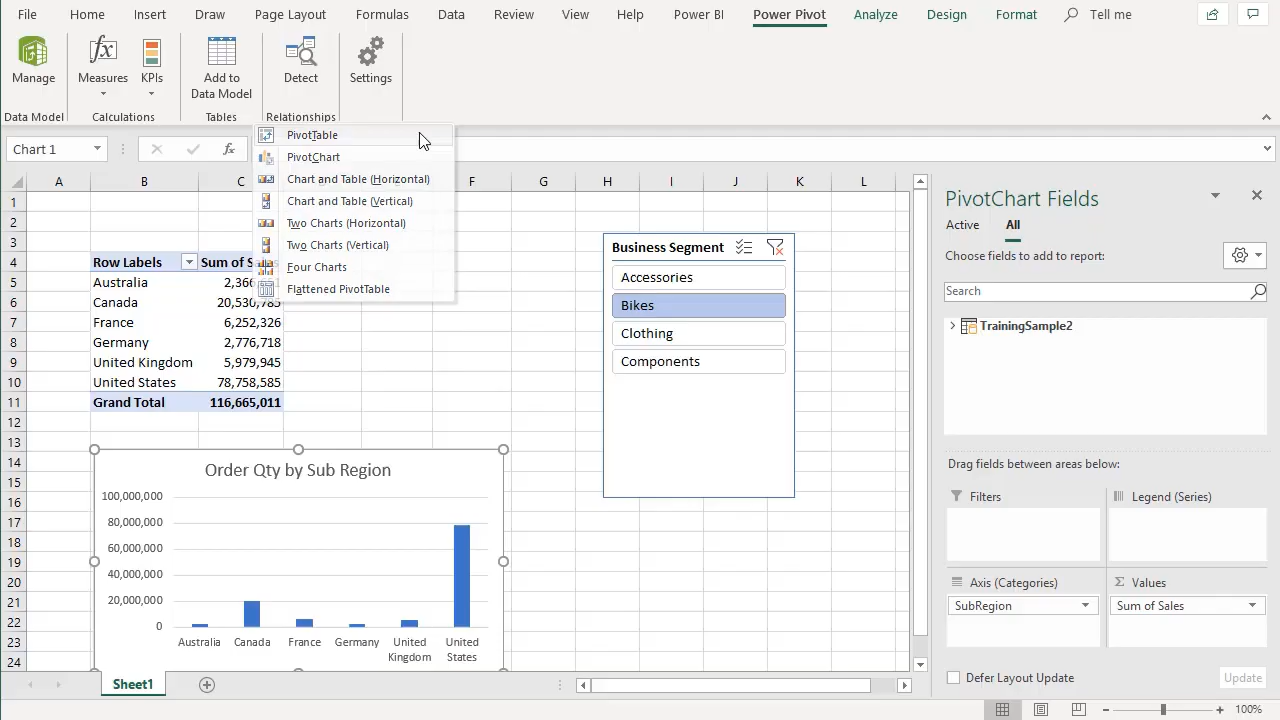 File Home Insert Draw Page Layout Formulas Data Review View Help Power BI Power Pivot Analyze Design Format Tell me
Manage Measures KPIs Add to Data Model Detect Settings
Data Model Calculations Tables Relationships
PivotTable
PivotChart
Chart and Table (Horizontal)
Chart and Table (Vertical)
Two Charts (Horizontal)
Two Charts (Vertical)
Four Charts
Flattened PivotTable
Chart 1 fx
A B C F G H I J K L
1
2
3
4 Row Labels Sum of S
5 Australia 2,366
6 Canada 20,530,785
7 France 6,252,326
8 Germany 2,776,718
9 United Kingdom 5,979,945
10 United States 78,758,585
11 Grand Total 116,665,011
12
13
14
15
16
17
18
19
20
21
22
23
24
Order Qty by Sub Region
100,000,000
80,000,000
60,000,000
40,000,000
20,000,000
0
Australia Canada France Germany United Kingdom United States
Business Segment
Accessories
Bikes
Clothing
Components
PivotChart Fields
Active All
Choose fields to add to report:
Search
TrainingSample2
Drag fields between areas below:
Filters Legend (Series)
Axis (Categories) Σ Values
SubRegion Sum of Sales
Defer Layout Update Update
Sheet1
100%